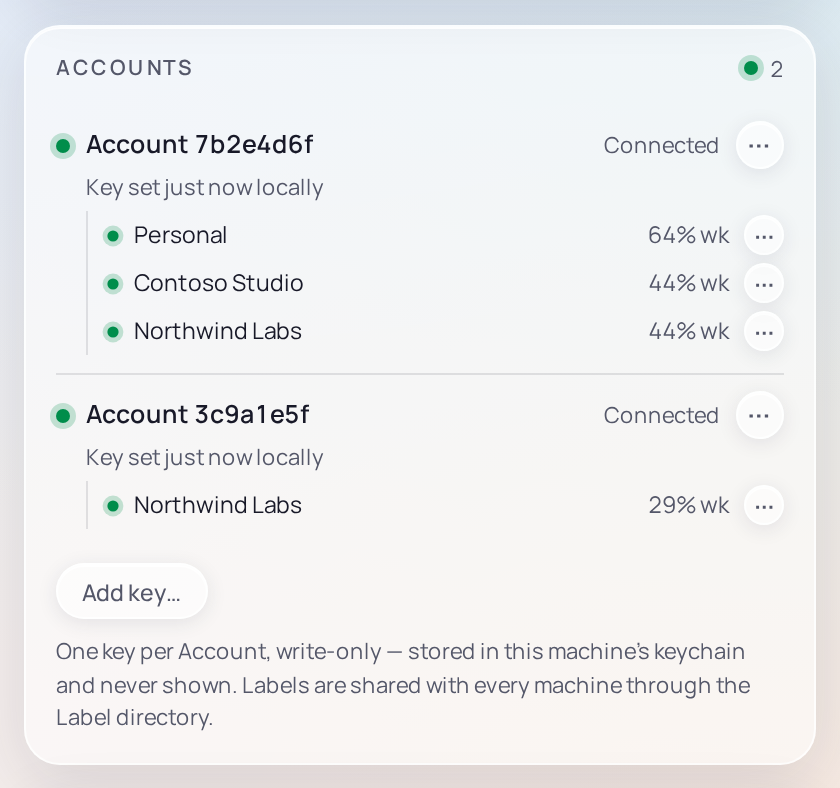 ACCOUNTS 2
Account 7b2e4d6f Connected ...
Key set just now locally
Personal 64% wk ...
Contoso Studio 44% wk ...
Northwind Labs 44% wk ...
Account 3c9a1e5f Connected ...
Key set just now locally
Northwind Labs 29% wk ...
Add key…
One key per Account, write-only — stored in this machine’s keychain
and never shown. Labels are shared with every machine through the
Label directory.